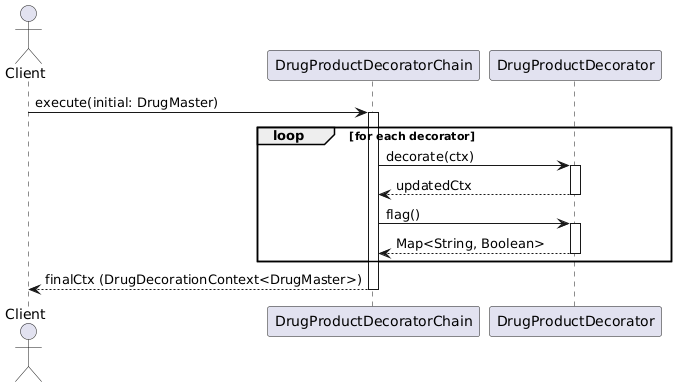 Client
DrugProductDecoratorChain
DrugProductDecorator
execute(initial: DrugMaster)
loop
[for each decorator]
decorate(ctx)
updatedCtx
flag()
Map<String, Boolean>
finalCtx (DrugDecorationContext<DrugMaster>)
Client
DrugProductDecoratorChain
DrugProductDecorator